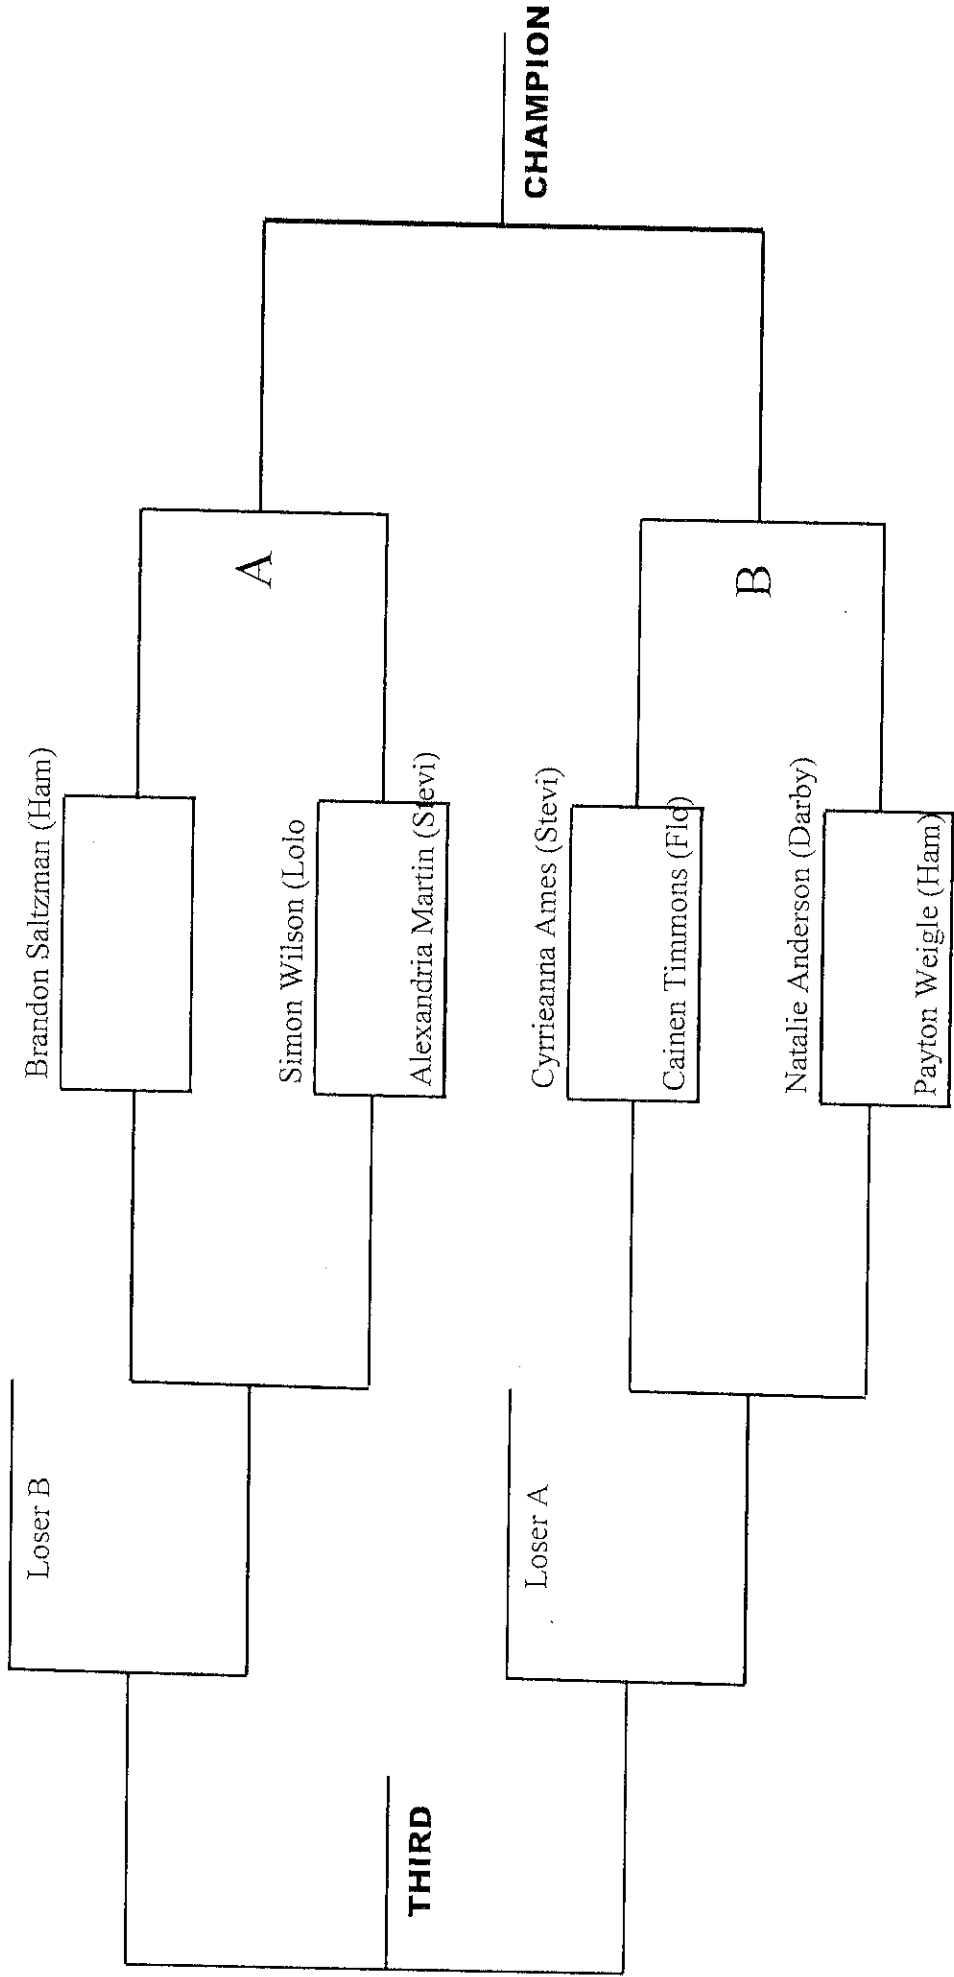 Brandon Saltzman (Ham)
Simon Wilson (Lolo
Alexandria Martin (Stevi)
Cyrrieanna Ames (Stevi)
Cainen Timmons (Flo)
Natalie Anderson (Darby)
Payton Weigle (Ham)
A
B
CHAMPION
Loser B
Loser A
THIRD